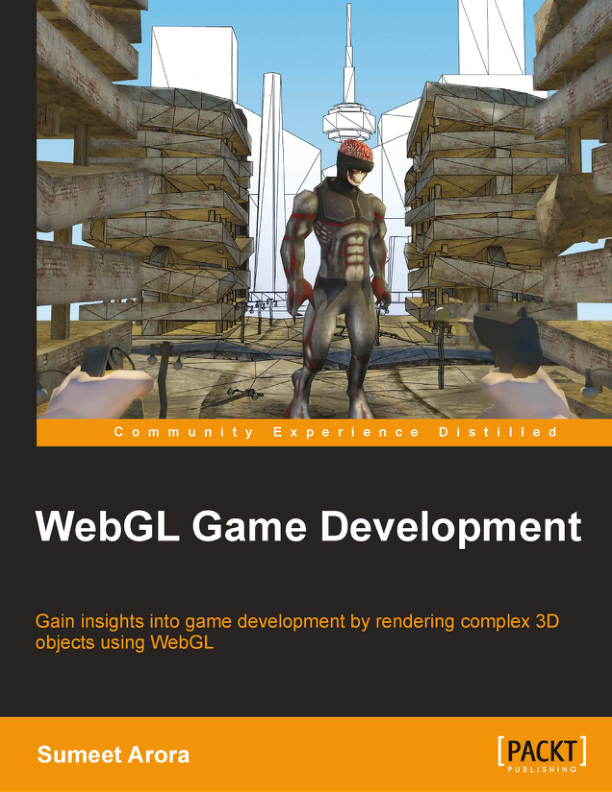 Community Experience Distilled
WebGL Game Development
Gain insights into game development by rendering complex 3D
objects using WebGL
Sumeet Arora
[PACKT]
PUBLISHING